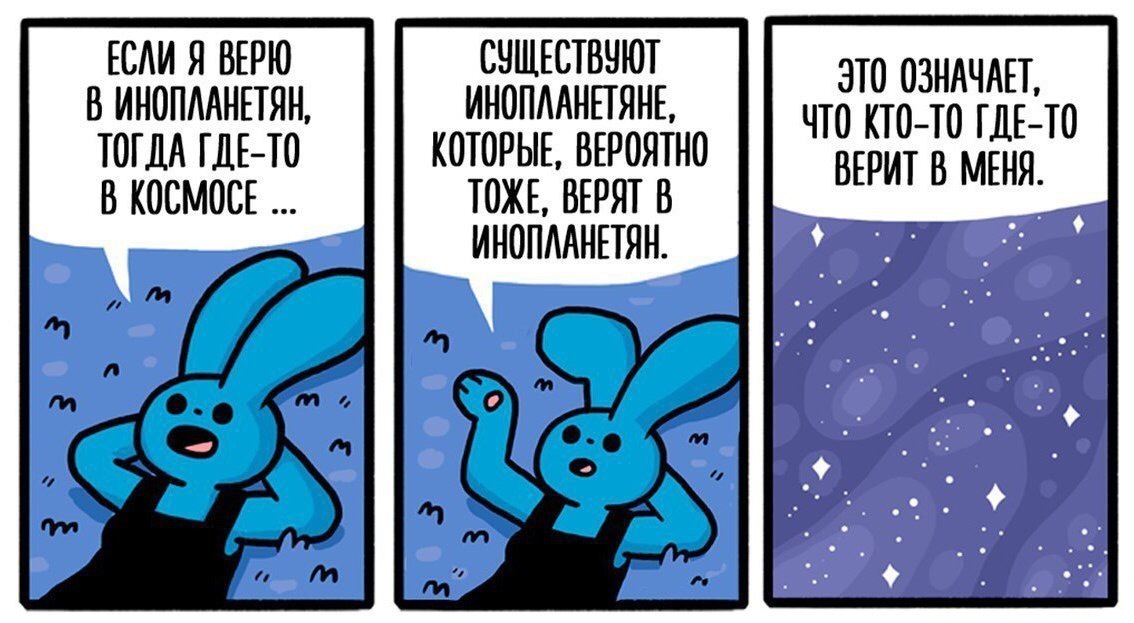 ЕСЛИ Я ВЕРЮ
В ИНОПЛАНЕТЯН,
ТОГДА ГДЕ-ТО
В КОСМОСЕ ...
СУЩЕСТВУЮТ
ИНОПЛАНЕТЯНЕ,
КОТОРЫЕ, ВЕРОЯТНО
ТОЖЕ, ВЕРЯТ В
ИНОПЛАНЕТЯН.
ЭТО ОЗНАЧАЕТ,
ЧТО КТО-ТО ГДЕ-ТО
ВЕРИТ В МЕНЯ.